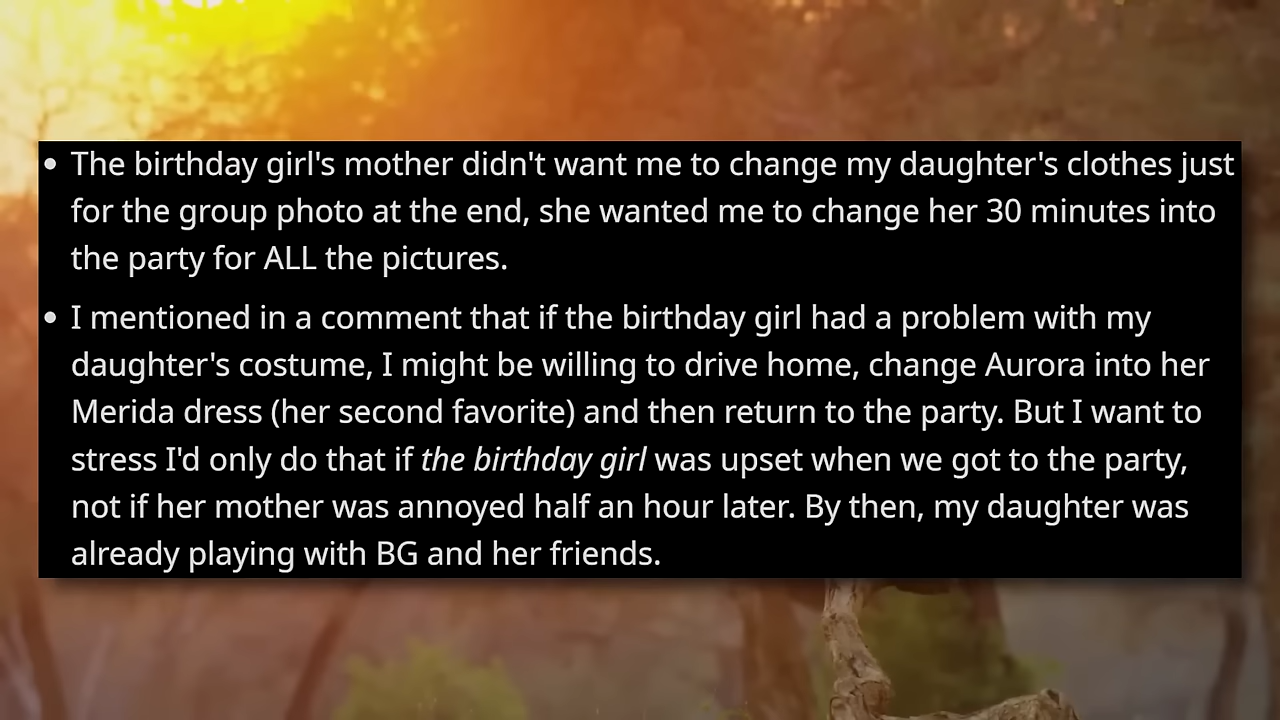 • The birthday girl's mother didn't want me to change my daughter's clothes just
for the group photo at the end, she wanted me to change her 30 minutes into
the party for ALL the pictures.
• I mentioned in a comment that if the birthday girl had a problem with my
daughter's costume, I might be willing to drive home, change Aurora into her
Merida dress (her second favorite) and then return to the party. But I want to
stress I'd only do that if the birthday girl was upset when we got to the party,
not if her mother was annoyed half an hour later. By then, my daughter was
already playing with BG and her friends.